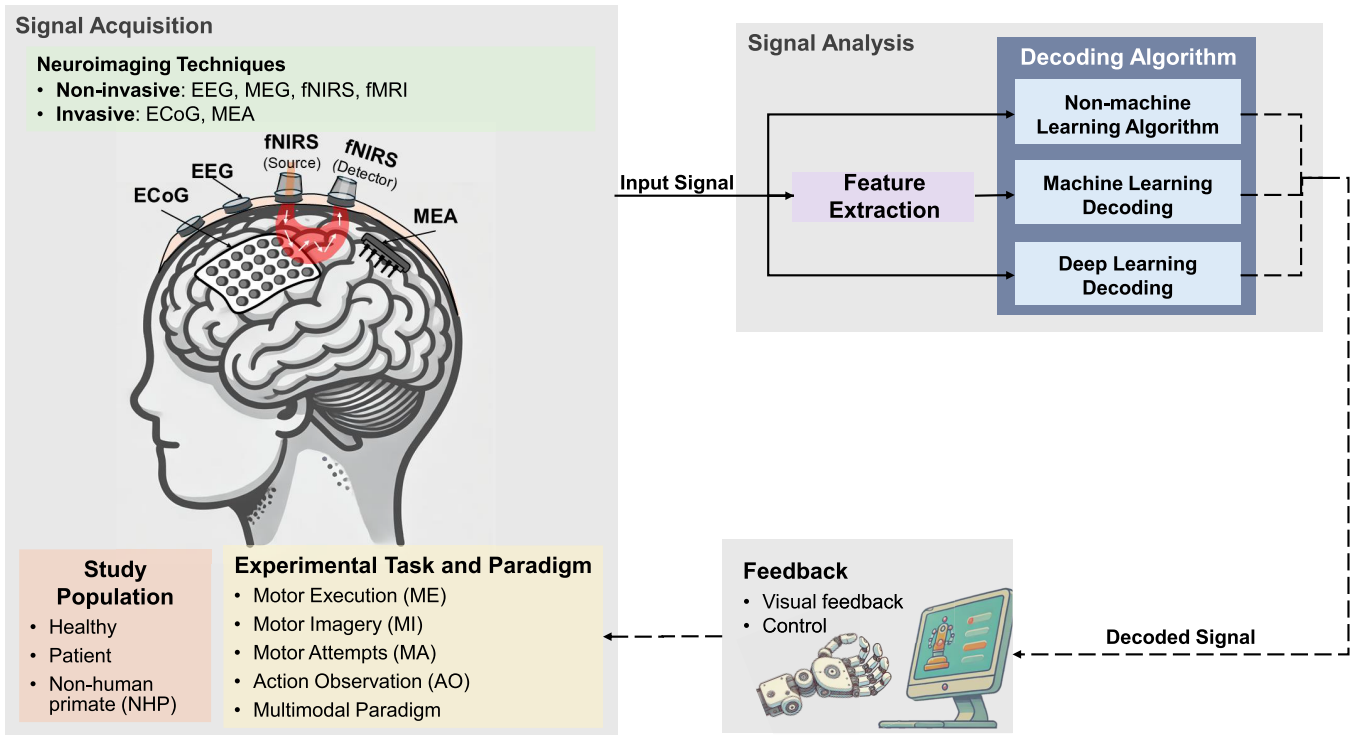 Signal Acquisition
Neuroimaging Techniques
• Non-invasive: EEG, MEG, fNIRS, fMRI
• Invasive: ECoG, MEA
fNIRS
(Source)
fNIRS
(Detector)
EEG
ECoG
MEA
Study
Population
• Healthy
• Patient
• Non-human
primate (NHP)
Experimental Task and Paradigm
• Motor Execution (ME)
• Motor Imagery (MI)
• Motor Attempts (MA)
• Action Observation (AO)
• Multimodal Paradigm
Input Signal
Signal Analysis
Feature
Extraction
Decoding Algorithm
Non-machine
Learning Algorithm
Machine Learning
Decoding
Deep Learning
Decoding
Decoded Signal
Feedback
• Visual feedback
• Control